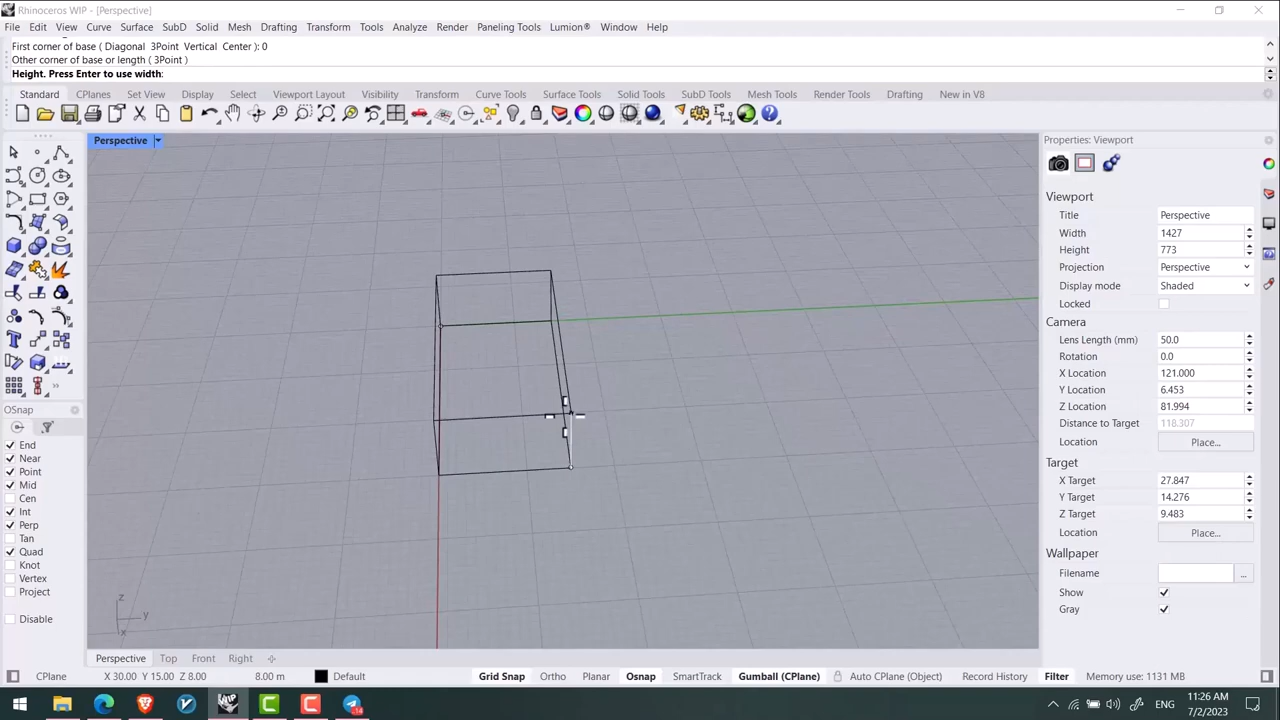 Rhinoceros WIP - [Perspective]
File Edit View Curve Surface SubD Solid Mesh Drafting Transform Tools Analyze Render Paneling Tools Lumion® Window Help
First corner of base ( Diagonal 3Point Vertical Center ): 0
Other corner of base or length ( 3Point )
Height. Press Enter to use width:
Standard CPlanes Set View Display Select Viewport Layout Visibility Transform Curve Tools Surface Tools Solid Tools SubD Tools Mesh Tools Render Tools Drafting New in V8
Perspective
Properties: Viewport
Viewport
Title Perspective
Width 1427
Height 773
Projection Perspective
Display mode Shaded
Locked
Camera
Lens Length (mm) 50.0
Rotation 0.0
X Location 121.000
Y Location 6.453
Z Location 81.994
Distance to Target 118.307
Location Place...
Target
X Target 27.847
Y Target 14.276
Z Target 9.483
Location Place...
Wallpaper
Filename ...
Show
Gray
OSnap
End
Near
Point
Mid
Cen
Int
Perp
Tan
Quad
Knot
Vertex
Project
Disable
z
y
x
Perspective Top Front Right
CPlane X 30.00 Y 15.00 Z 8.00 8.00 m Default Grid Snap Ortho Planar Osnap SmartTrack Gumball (CPlane) Auto CPlane (Object) Record History Filter Memory use: 1131 MB
WIP
14
ENG
11:26 AM
7/2/2023